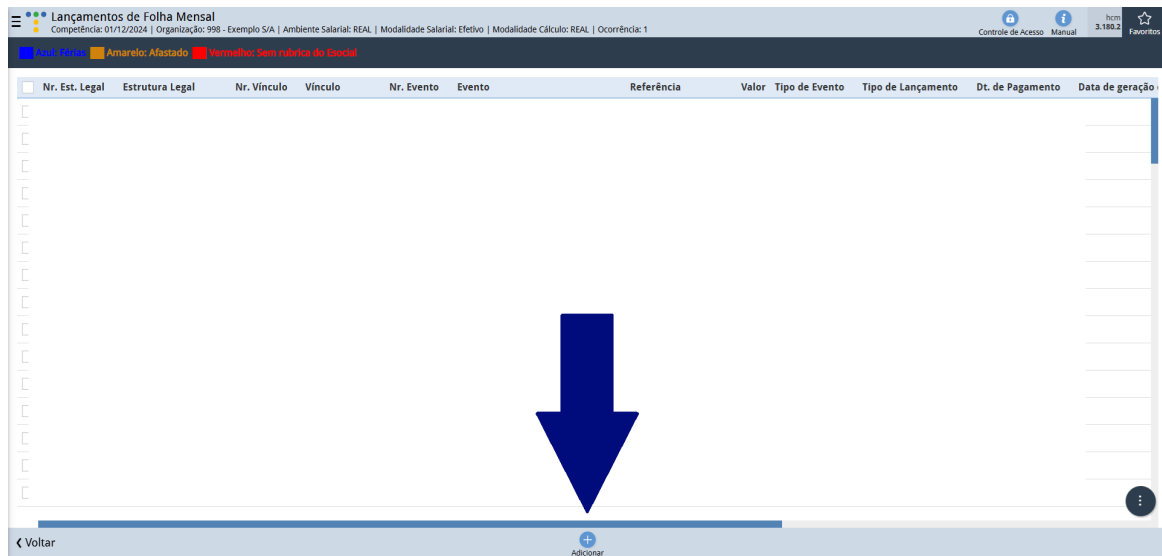 Lançamentos de Folha Mensal
Competência: 01/12/2024 | Organização: 998 - Exemplo S/A | Ambiente Salarial: REAL | Modalidade Salarial: Efetivo | Modalidade Cálculo: REAL | Ocorrência: 1
Controle de Acesso
Manual
hcm
3.180.2
Favoritos
Azul: Férias Amarelo: Afastado Vermelho: Sem rubrica do Esocial
Nr. Est. Legal Estrutura Legal Nr. Vínculo Vínculo Nr. Evento Evento Referência Valor Tipo de Evento Tipo de Lançamento Dt. de Pagamento Data de geração
Voltar
Adicionar